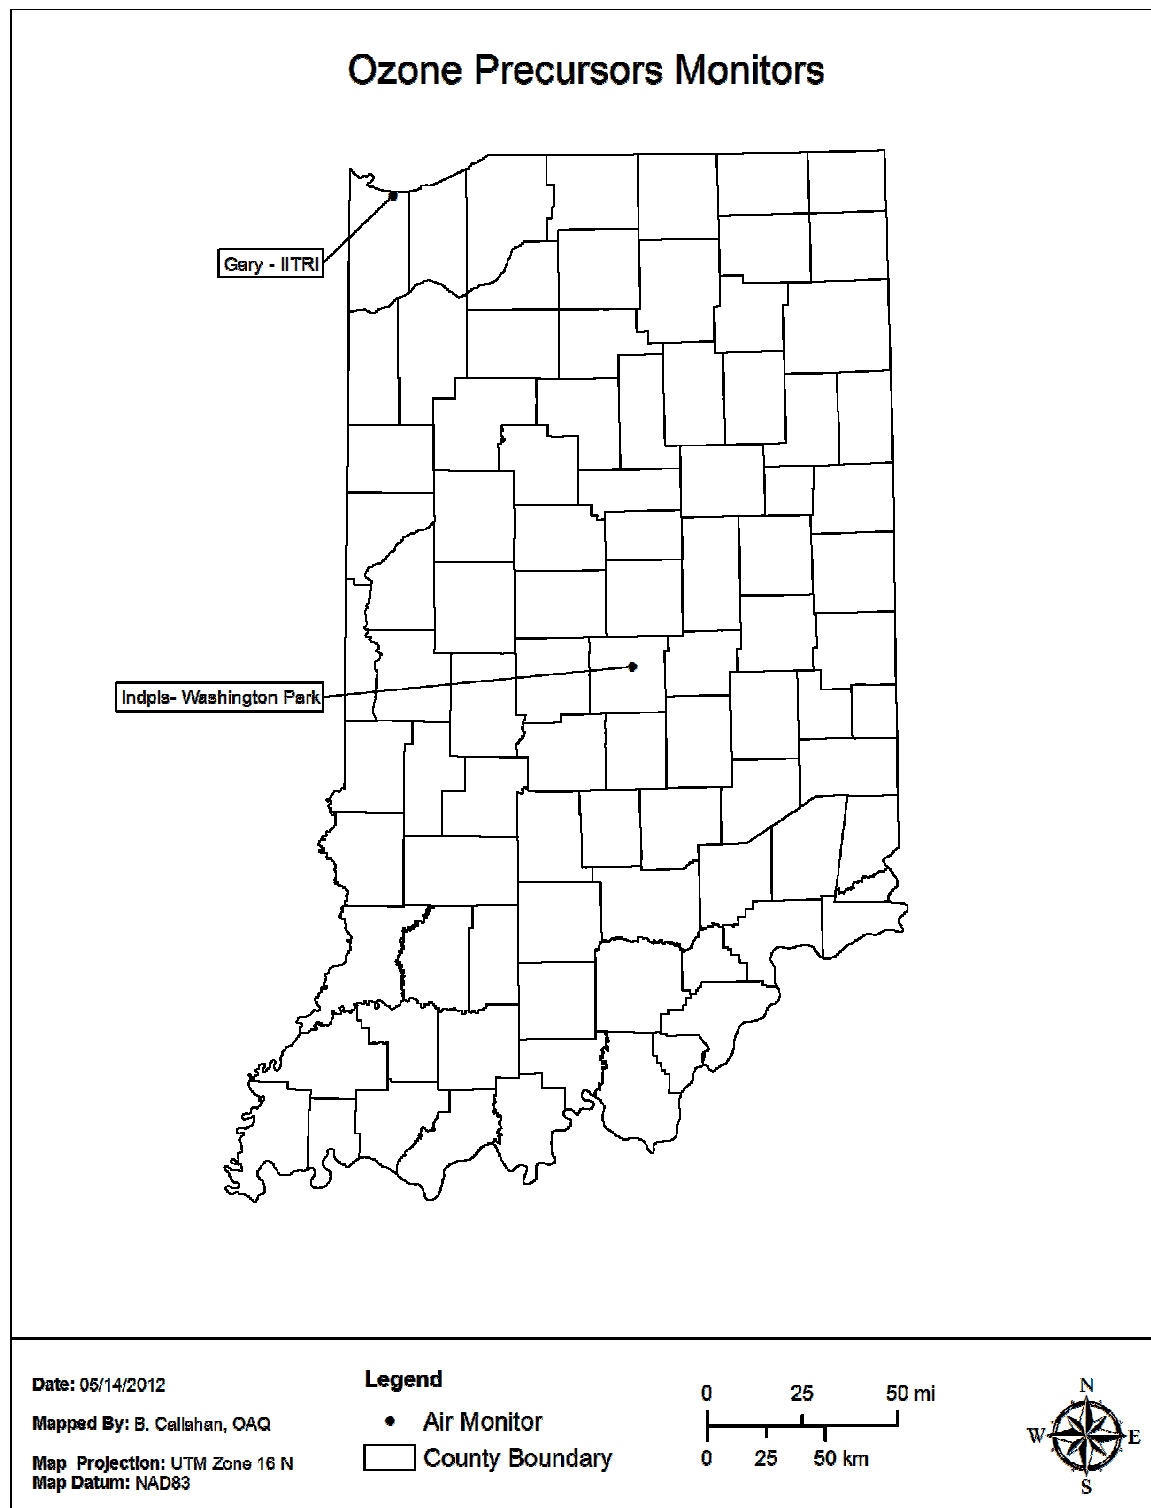 Ozone Precursors Monitors
Gary - IITRI
Indpls- Washington Park
Date: 05/14/2012
Mapped By: B. Callahan, OAQ
Map Projection: UTM Zone 16 N
Map Datum: NAD83
Legend
Air Monitor
County Boundary
0 25 50 mi
0 25 50 km
N
W E
S